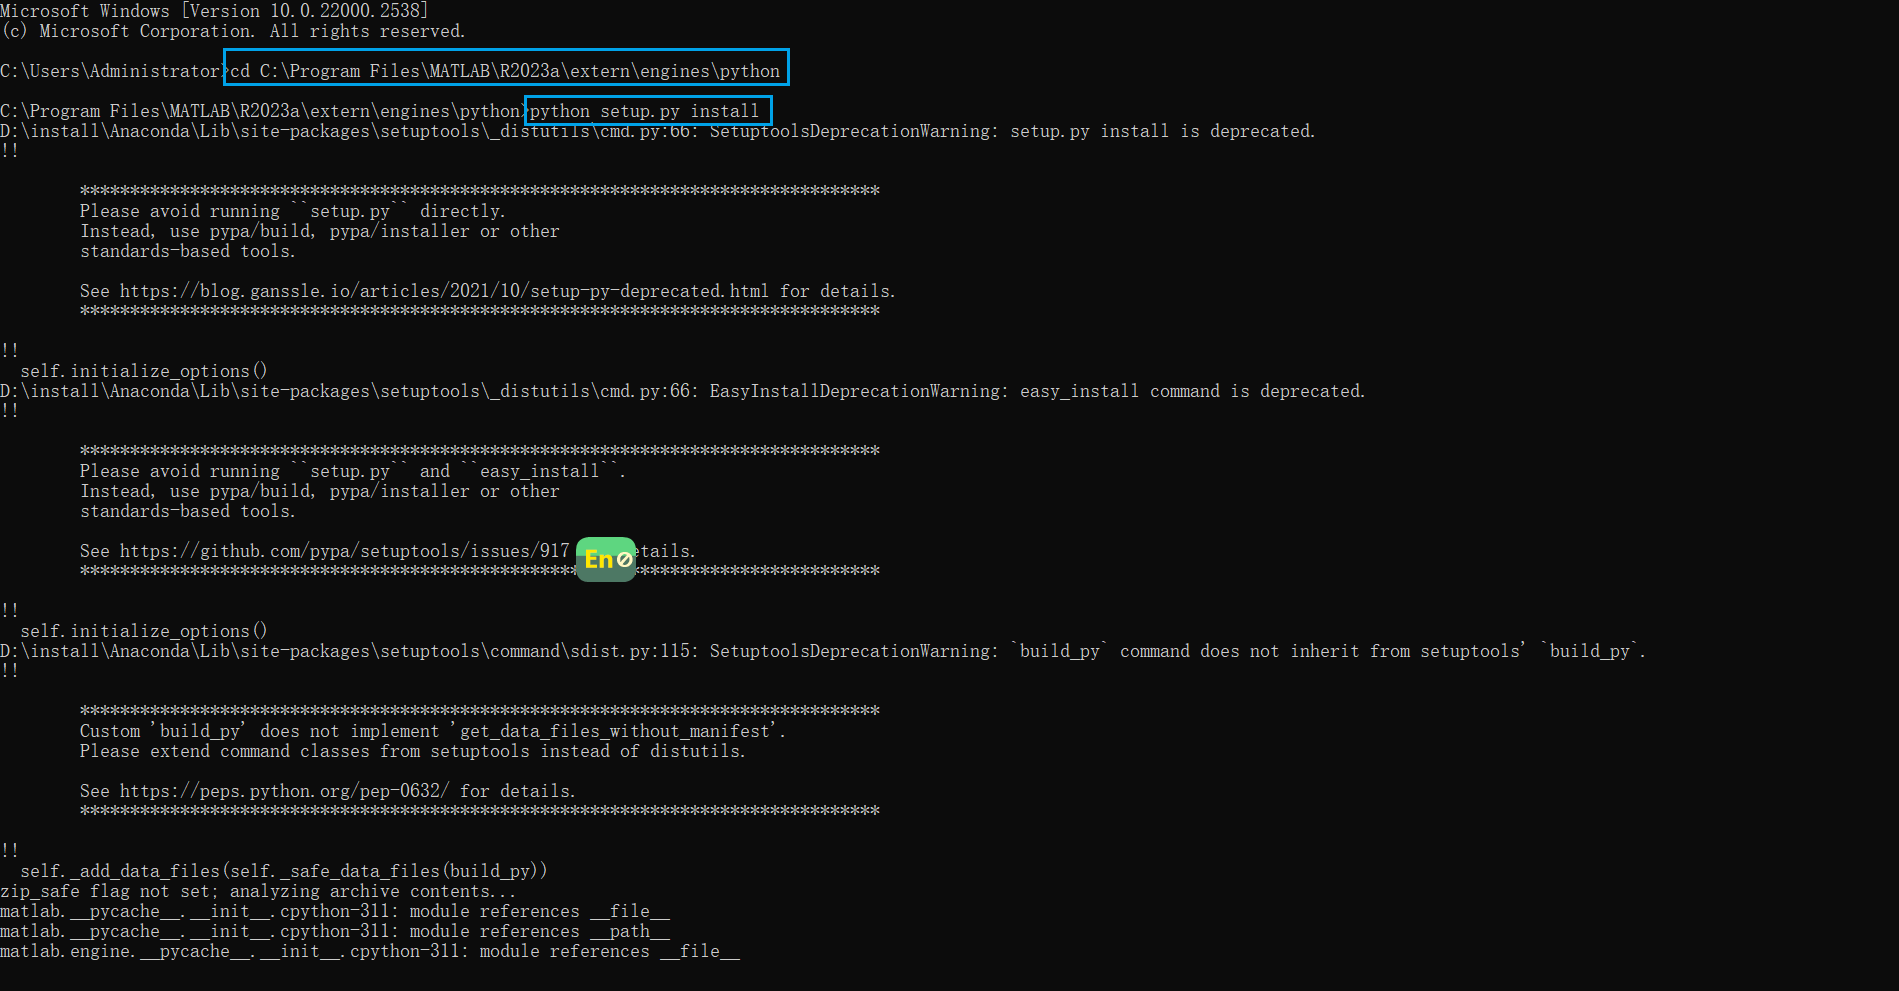 Microsoft Windows [Version 10.0.22000.2538]
(c) Microsoft Corporation. All rights reserved.
C:\Users\Administrator>cd C:\Program Files\MATLAB\R2023a\extern\engines\python
C:\Program Files\MATLAB\R2023a\extern\engines\python>python setup.py install
D:\install\Anaconda\Lib\site-packages\setuptools\_distutils\cmd.py:66: SetuptoolsDeprecationWarning: setup.py install is deprecated.
!!
********************************************************************************
Please avoid running ``setup.py`` directly.
Instead, use pypa/build, pypa/installer or other
standards-based tools.
See https://blog.ganssle.io/articles/2021/10/setup-py-deprecated.html for details.
********************************************************************************
!!
self.initialize_options()
D:\install\Anaconda\Lib\site-packages\setuptools\_distutils\cmd.py:66: EasyInstallDeprecationWarning: easy_install command is deprecated.
!!
********************************************************************************
Please avoid running ``setup.py`` and ``easy_install``.
Instead, use pypa/build, pypa/installer or other
standards-based tools.
See https://github.com/pypa/setuptools/issues/917 En etails.
********************************************************************************
!!
self.initialize_options()
D:\install\Anaconda\Lib\site-packages\setuptools\command\sdist.py:115: SetuptoolsDeprecationWarning: `build_py` command does not inherit from setuptools' `build_py`.
!!
********************************************************************************
Custom 'build_py' does not implement 'get_data_files_without_manifest'.
Please extend command classes from setuptools instead of distutils.
See https://peps.python.org/pep-0632/ for details.
********************************************************************************
!!
self._add_data_files(self._safe_data_files(build_py))
zip_safe flag not set; analyzing archive contents...
matlab.__pycache__.__init__.cpython-311: module references __file__
matlab.__pycache__.__init__.cpython-311: module references __path__
matlab.engine.__pycache__.__init__.cpython-311: module references __file__